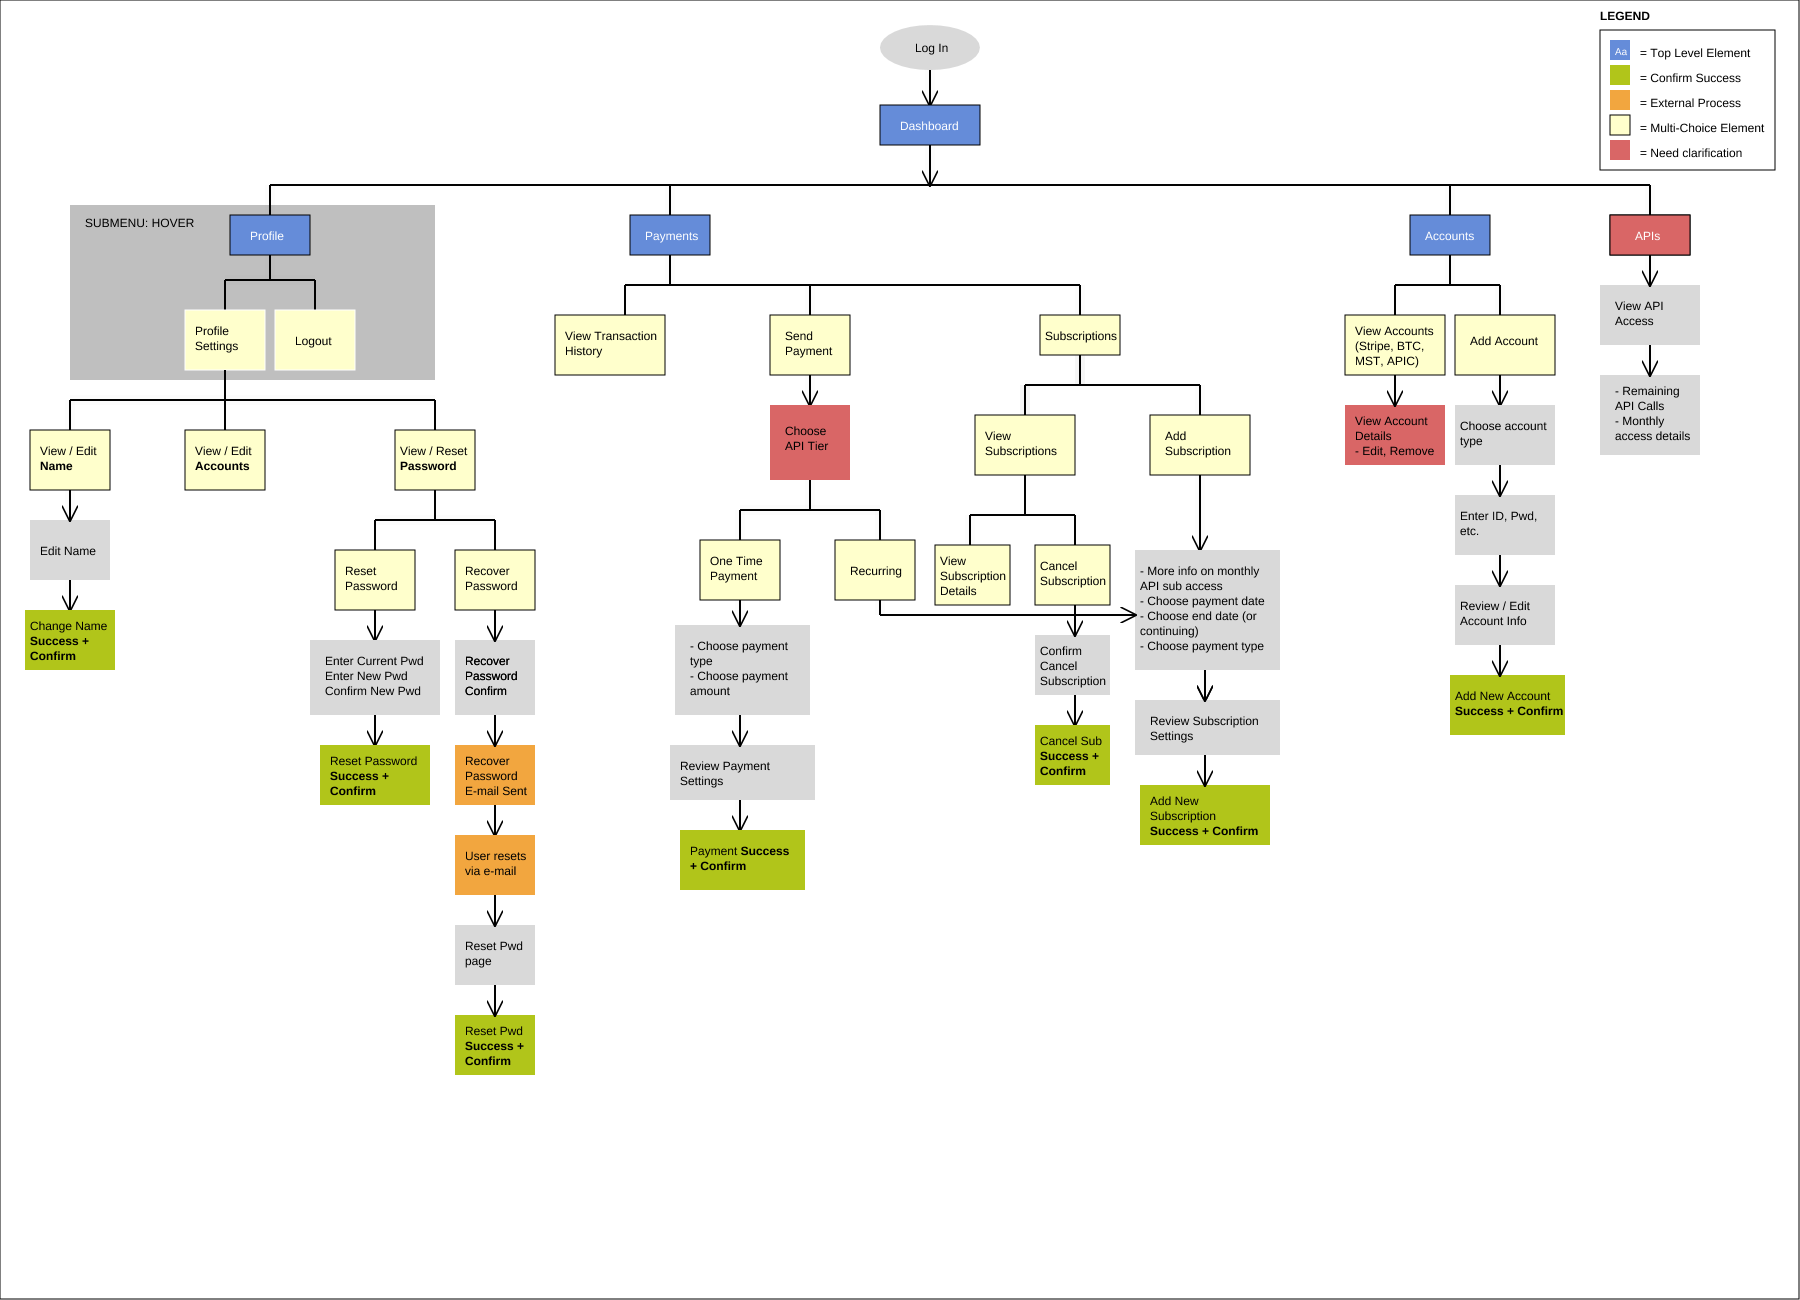 LEGEND
Aa = Top Level Element
= Confirm Success
= External Process
= Multi-Choice Element
= Need clarification
Log In
Dashboard
SUBMENU: HOVER
Profile
Profile
Settings
Logout
View / Edit
Name
Edit Name
Change Name
Success +
Confirm
View / Edit
Accounts
View / Reset
Password
Reset
Password
Enter Current Pwd
Enter New Pwd
Confirm New Pwd
Reset Password
Success +
Confirm
Recover
Password
Recover
Password
Confirm
Recover
Password
E-mail Sent
User resets
via e-mail
Reset Pwd
page
Reset Pwd
Success +
Confirm
Payments
View Transaction
History
Send
Payment
Choose
API Tier
One Time
Payment
- Choose payment
type
- Choose payment
amount
Review Payment
Settings
Payment Success
+ Confirm
Recurring
Subscriptions
View
Subscriptions
View
Subscription
Details
Cancel
Subscription
Confirm
Cancel
Subscription
Cancel Sub
Success +
Confirm
Add
Subscription
- More info on monthly
API sub access
- Choose payment date
- Choose end date (or
continuing)
- Choose payment type
Review Subscription
Settings
Add New
Subscription
Success + Confirm
Accounts
View Accounts
(Stripe, BTC,
MST, APIC)
View Account
Details
- Edit, Remove
Add Account
Choose account
type
Enter ID, Pwd,
etc.
Review / Edit
Account Info
Add New Account
Success + Confirm
APIs
View API
Access
- Remaining
API Calls
- Monthly
access details